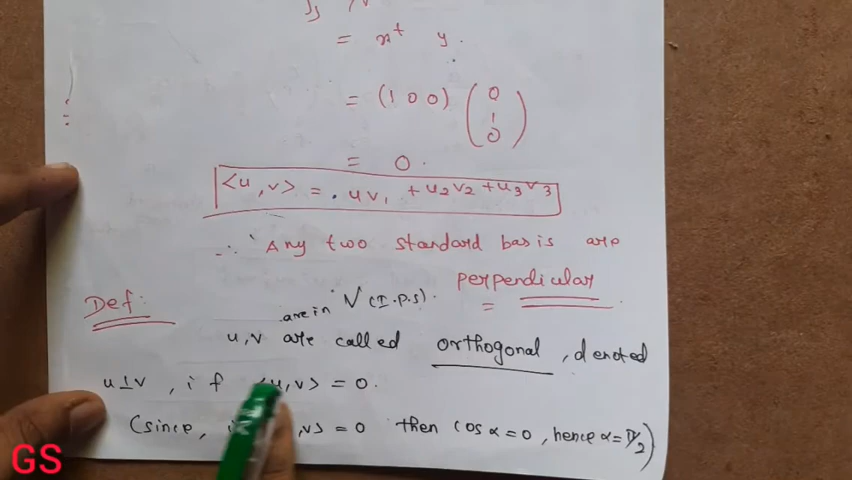 = x^t y.
= (1 0 0) (0 1 0)
= 0.
<u,v> = . uv₁ + u₂v₂ + u₃v₃
∴ Any two standard basis are
perpendicular
=
Def:
are in V (I.p.s).
u,v are called orthogonal, denoted
u⊥v, if <u,v> = 0.
(since, ,v> = 0 then cos α = 0, hence α = π/2)
GS